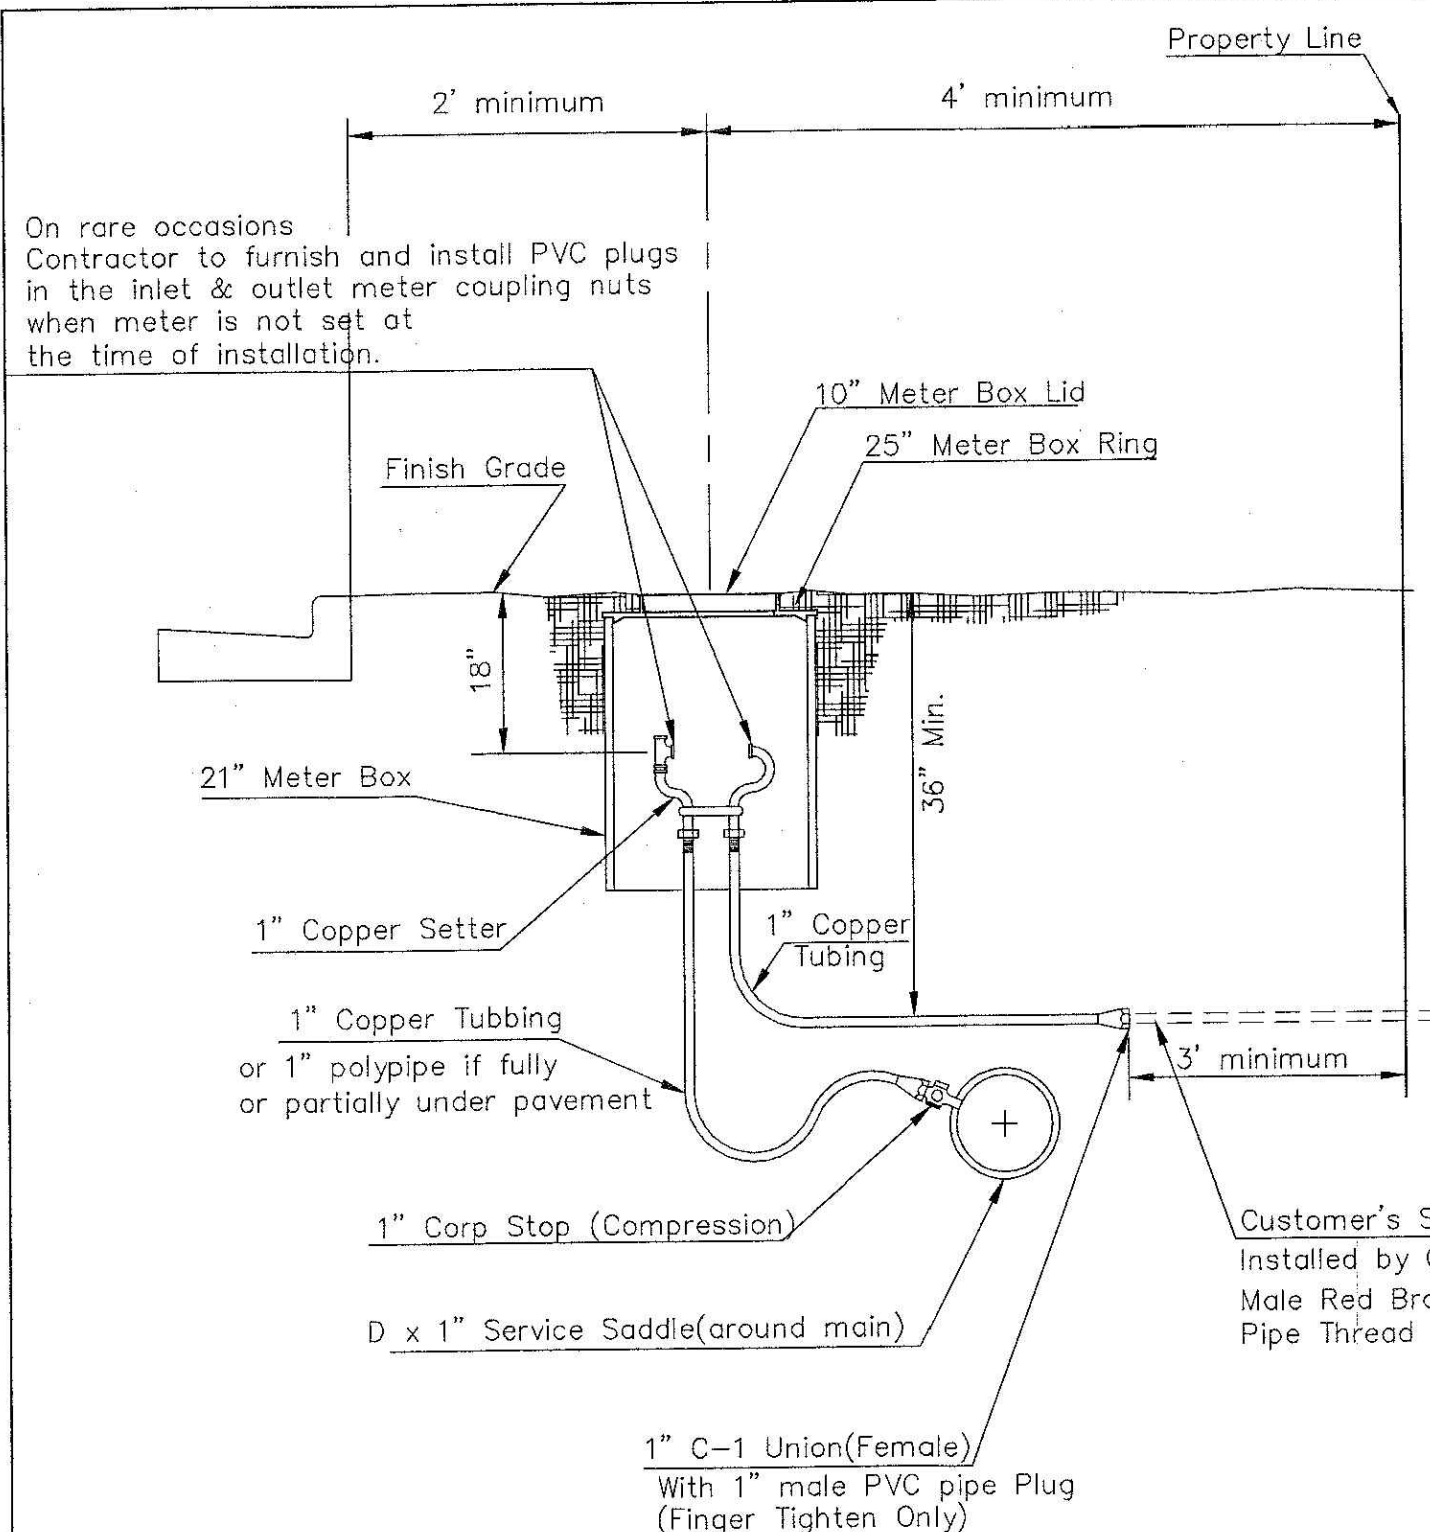 Property Line
2' minimum
4' minimum
On rare occasions
Contractor to furnish and install PVC plugs
in the inlet & outlet meter coupling nuts
when meter is not set at
the time of installation.
10" Meter Box Lid
25" Meter Box Ring
Finish Grade
18"
36" Min.
21" Meter Box
1" Copper Setter
1" Copper
Tubing
1" Copper Tubbing
or 1" polypipe if fully
or partially under pavement
3' minimum
1" Corp Stop (Compression)
Customer's
Installed by
Male Red
Pipe Thread
D x 1" Service Saddle(around main)
1" C-1 Union(Female)
With 1" male PVC pipe Plug
(Finger Tighten Only)